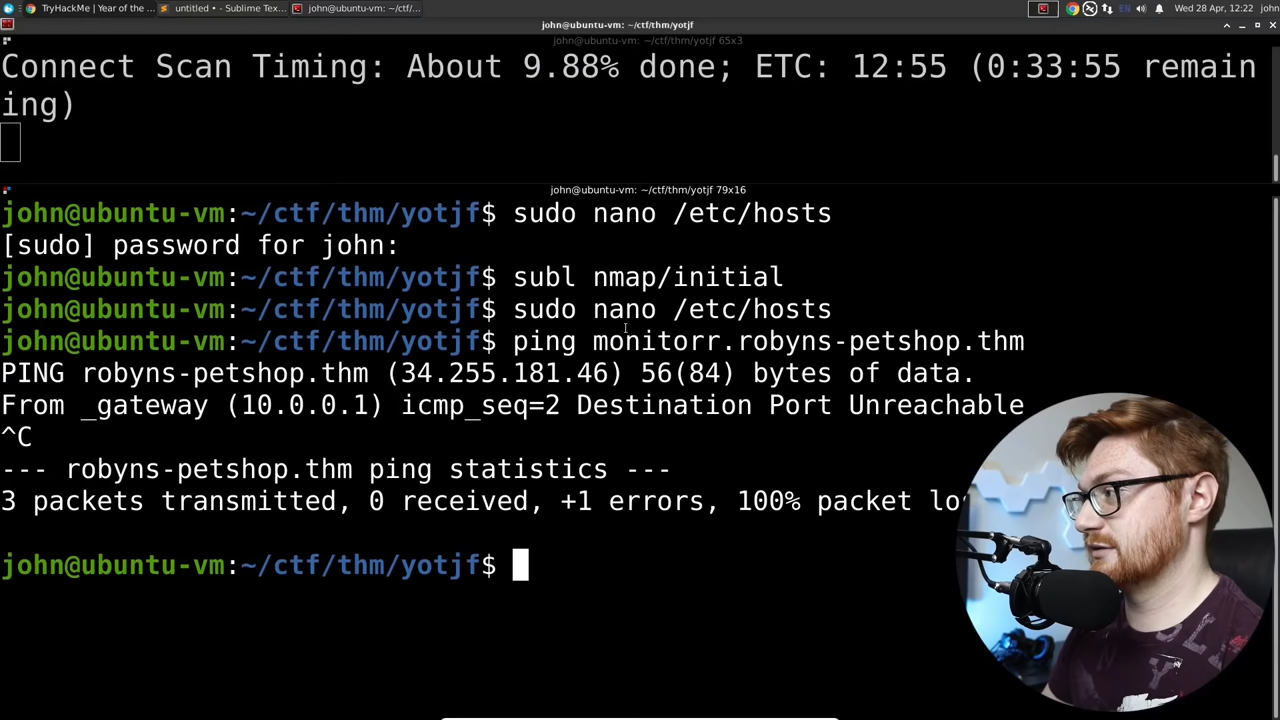 TryHackMe | Year of the ...
untitled • - Sublime Tex...
john@ubuntu-vm: ~/ctf/...
EN
Wed 28 Apr, 12:22
john
john@ubuntu-vm: ~/ctf/thm/yotjf
john@ubuntu-vm: ~/ctf/thm/yotjf 65x3
Connect Scan Timing: About 9.88% done; ETC: 12:55 (0:33:55 remain
ing)
john@ubuntu-vm: ~/ctf/thm/yotjf 79x16
john@ubuntu-vm:~/ctf/thm/yotjf$ sudo nano /etc/hosts
[sudo] password for john:
john@ubuntu-vm:~/ctf/thm/yotjf$ subl nmap/initial
john@ubuntu-vm:~/ctf/thm/yotjf$ sudo nano /etc/hosts
john@ubuntu-vm:~/ctf/thm/yotjf$ ping monitorr.robyns-petshop.thm
PING robyns-petshop.thm (34.255.181.46) 56(84) bytes of data.
From _gateway (10.0.0.1) icmp_seq=2 Destination Port Unreachable
^C
--- robyns-petshop.thm ping statistics ---
3 packets transmitted, 0 received, +1 errors, 100% packet lo
john@ubuntu-vm:~/ctf/thm/yotjf$